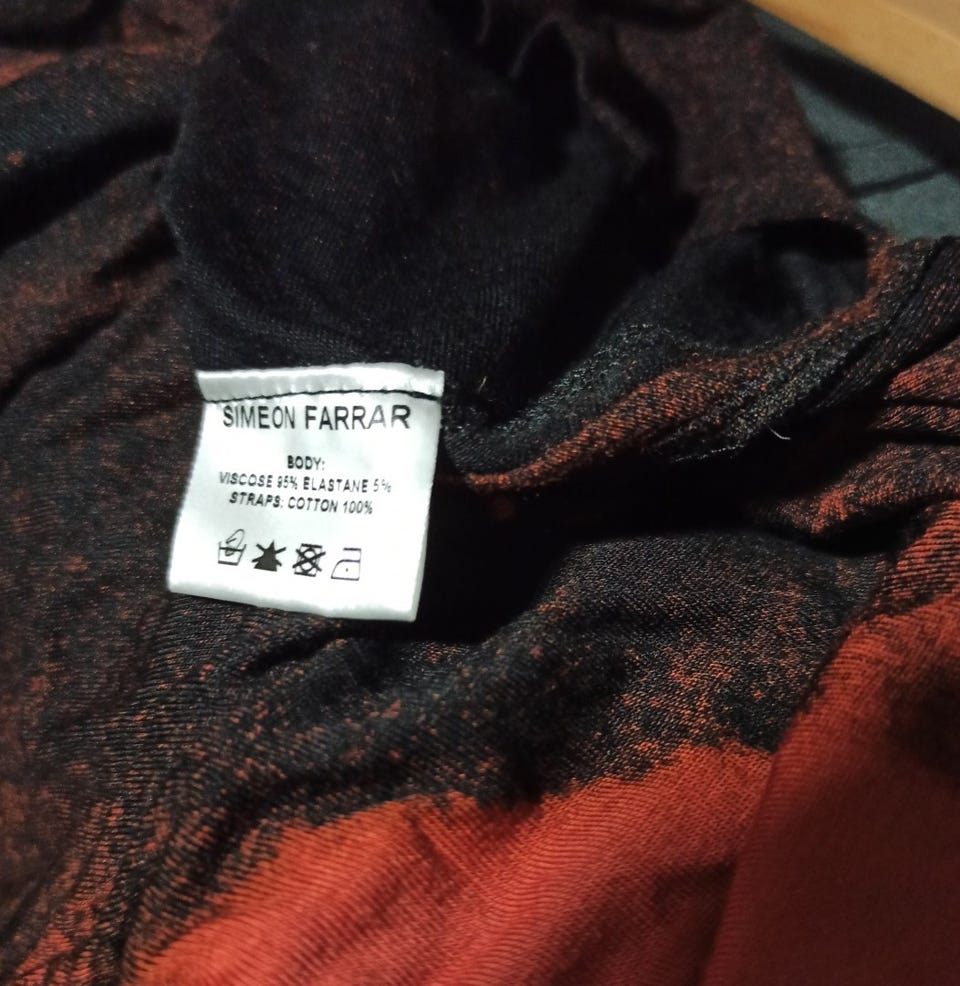 SIMEON FARRAR
BODY:
VISCOSE 95% ELASTANE 5%
STRAPS: COTTON 100%